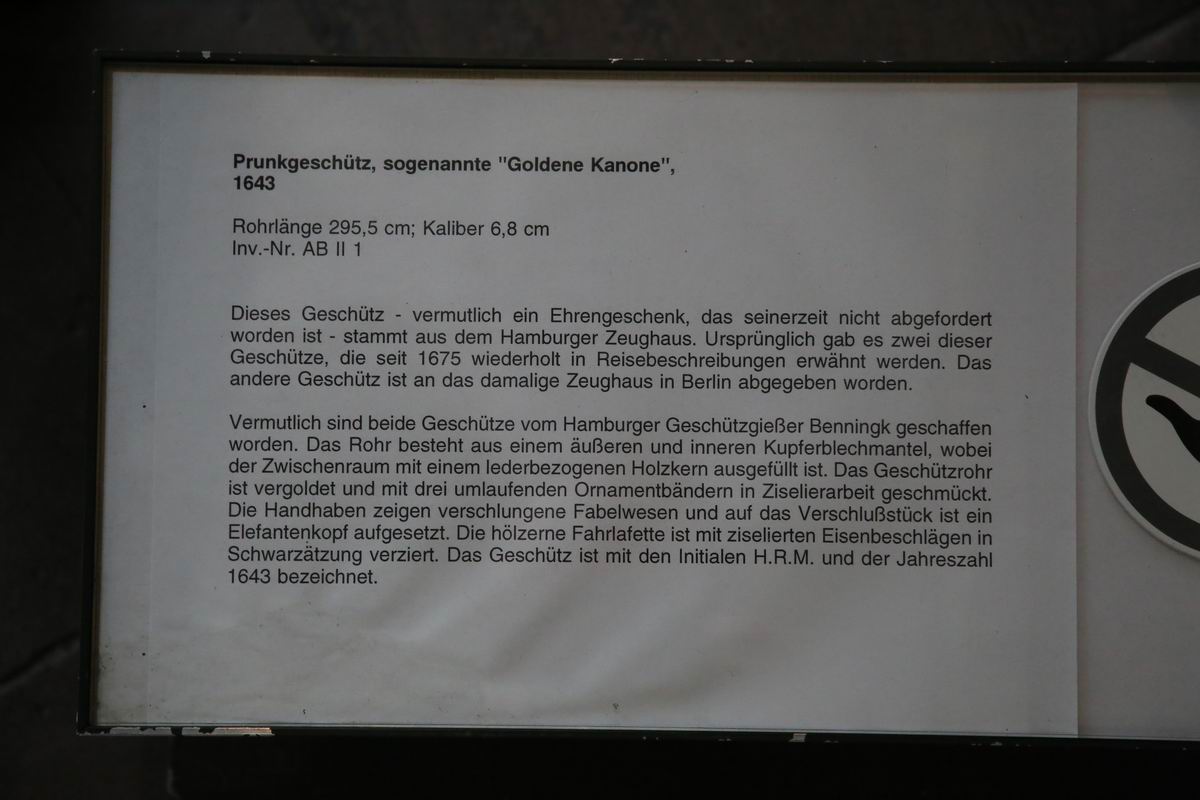 Prunkgeschütz, sogenannte "Goldene Kanone",
1643
Rohrlänge 295,5 cm; Kaliber 6,8 cm
Inv.-Nr. AB II 1
Dieses Geschütz - vermutlich ein Ehrengeschenk, das seinerzeit nicht abgefordert
worden ist - stammt aus dem Hamburger Zeughaus. Ursprünglich gab es zwei dieser
Geschütze, die seit 1675 wiederholt in Reisebeschreibungen erwähnt werden. Das
andere Geschütz ist an das damalige Zeughaus in Berlin abgegeben worden.
Vermutlich sind beide Geschütze vom Hamburger Geschützgießer Benningk geschaffen
worden. Das Rohr besteht aus einem äußeren und inneren Kupferblechmantel, wobei
der Zwischenraum mit einem lederbezogenen Holzkern ausgefüllt ist. Das Geschützrohr
ist vergoldet und mit drei umlaufenden Ornamentbändern in Ziselierarbeit geschmückt.
Die Handhaben zeigen verschlungene Fabelwesen und auf das Verschlußstück ist ein
Elefantenkopf aufgesetzt. Die hölzerne Fahrlafette ist mit ziselierten Eisenbeschlägen in
Schwarzätzung verziert. Das Geschütz ist mit den Initialen H.R.M. und der Jahreszahl
1643 bezeichnet.